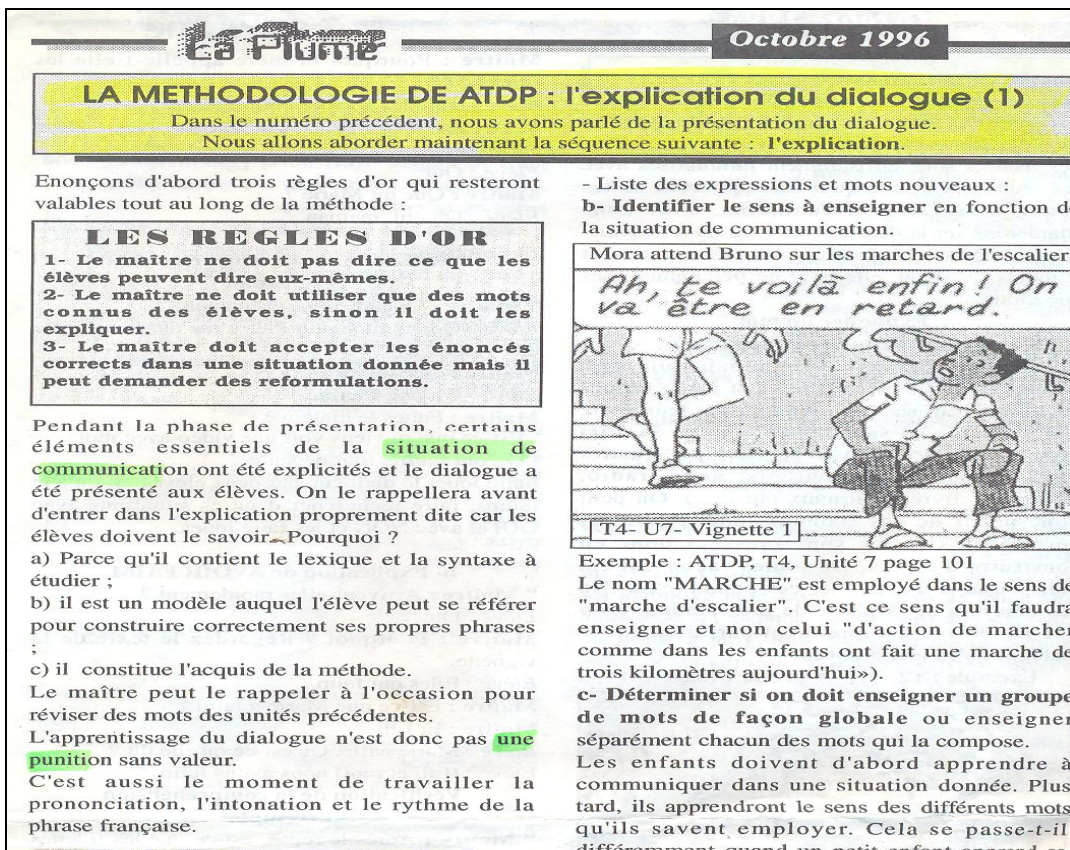 La Plume
Octobre 1996
LA METHODOLOGIE DE ATDP : l'explication du dialogue (1)
Dans le numéro précédent, nous avons parlé de la présentation du dialogue.
Nous allons aborder maintenant la séquence suivante : l'explication.
Enonçons d'abord trois règles d'or qui resteront
valables tout au long de la méthode :
LES REGLES D'OR
1- Le maître ne doit pas dire ce que les
élèves peuvent dire eux-mêmes.
2- Le maître ne doit utiliser que des mots
connus des élèves, sinon il doit les
expliquer.
3- Le maître doit accepter les énoncés
corrects dans une situation donnée mais il
peut demander des reformulations.
Pendant la phase de présentation, certains
éléments essentiels de la situation de
communication ont été explicités et le dialogue a
été présenté aux élèves. On le rappellera avant
d'entrer dans l'explication proprement dite car les
élèves doivent le savoir. Pourquoi ?
a) Parce qu'il contient le lexique et la syntaxe à
étudier ;
b) il est un modèle auquel l'élève peut se référer
pour construire correctement ses propres phrases
;
c) il constitue l'acquis de la méthode.
Le maître peut le rappeler à l'occasion pour
réviser des mots des unités précédentes.
L'apprentissage du dialogue n'est donc pas une
punition sans valeur.
C'est aussi le moment de travailler la
prononciation, l'intonation et le rythme de la
phrase française.
- Liste des expressions et mots nouveaux :
b- Identifier le sens à enseigner en fonction d
la situation de communication.
Mora attend Bruno sur les marches de l'escalier
Ah, te voilà enfin ! On
va être en retard.
T4- U7- Vignette 1
Exemple : ATDP, T4, Unité 7 page 101
Le nom "MARCHE" est employé dans le sens de
"marche d'escalier". C'est ce sens qu'il faudra
enseigner et non celui "d'action de marcher
comme dans les enfants ont fait une marche de
trois kilomètres aujourd'hui»).
c- Déterminer si on doit enseigner un groupe
de mots de façon globale ou enseigner
séparément chacun des mots qui la compose.
Les enfants doivent d'abord apprendre à
communiquer dans une situation donnée. Plus
tard, ils apprendront le sens des différents mots
qu'ils savent employer. Cela se passe-t-il
différemment quand un petit enfant apprend